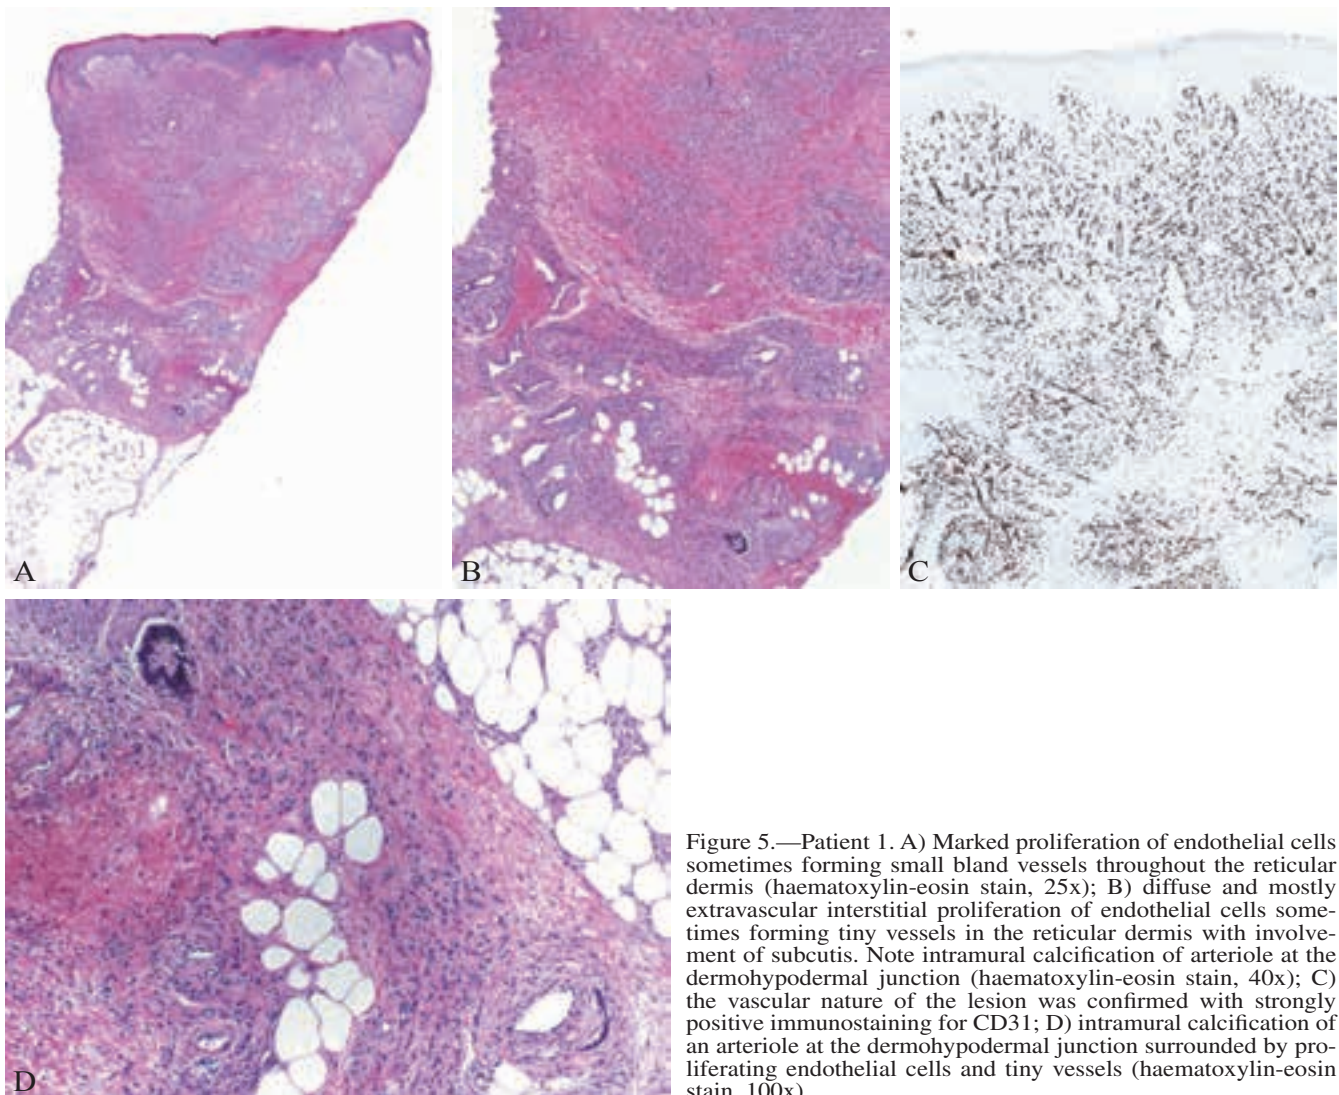 A
B
C
D
Figure 5.—Patient 1. A) Marked proliferation of endothelial cells
sometimes forming small bland vessels throughout the reticular
dermis (haematoxylin-eosin stain, 25x); B) diffuse and mostly
extravascular interstitial proliferation of endothelial cells some-
times forming tiny vessels in the reticular dermis with involve-
ment of subcutis. Note intramural calcification of arteriole at the
dermohypodermal junction (haematoxylin-eosin stain, 40x); C)
the vascular nature of the lesion was confirmed with strongly
positive immunostaining for CD31; D) intramural calcification of
an arteriole at the dermohypodermal junction surrounded by pro-
liferating endothelial cells and tiny vessels (haematoxylin-eosin
stain, 100x)